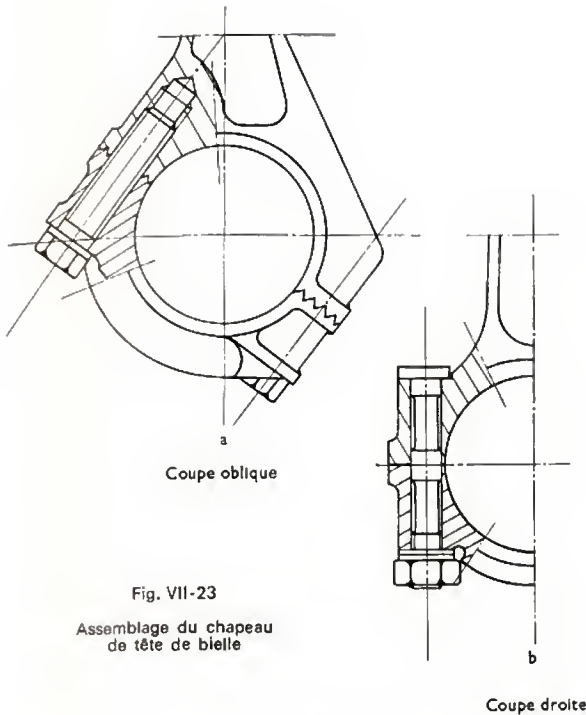 a
Coupe oblique
Fig. VII-23
Assemblage du chapeau
de tête de bielle
b
Coupe droite